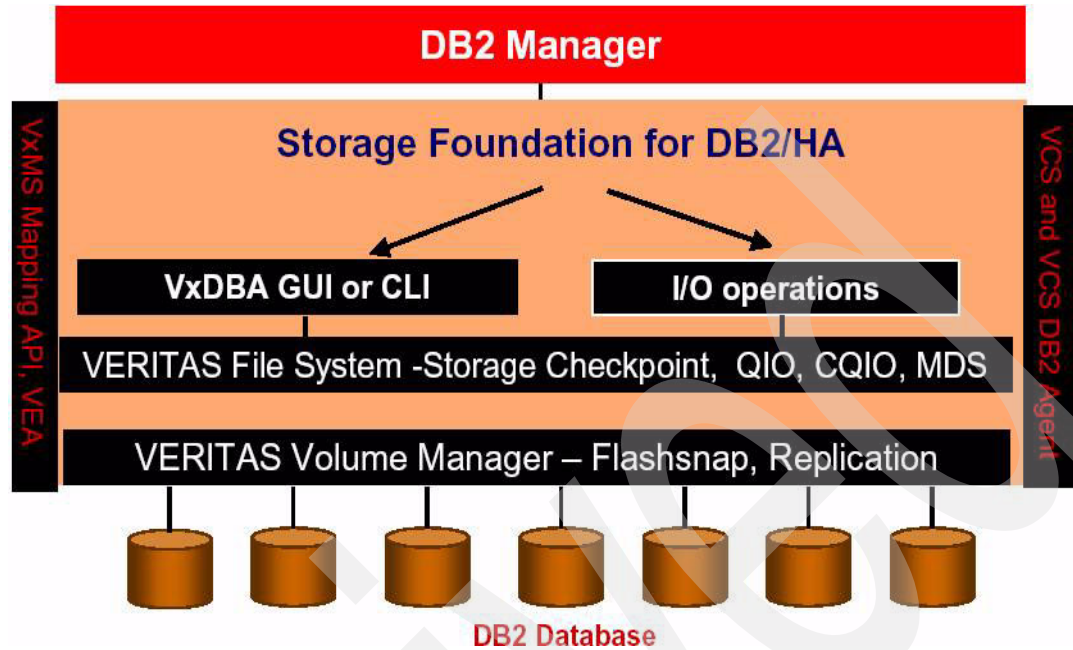 DB2 Manager
Storage Foundation for DB2/HA
VxMS Mapping API, VEA
VCS and VCS DB2 Agent
VxDBA GUI or CLI
I/O operations
VERITAS File System -Storage Checkpoint, QIO, CQIO, MDS
VERITAS Volume Manager – Flashsnap, Replication
DB2 Database